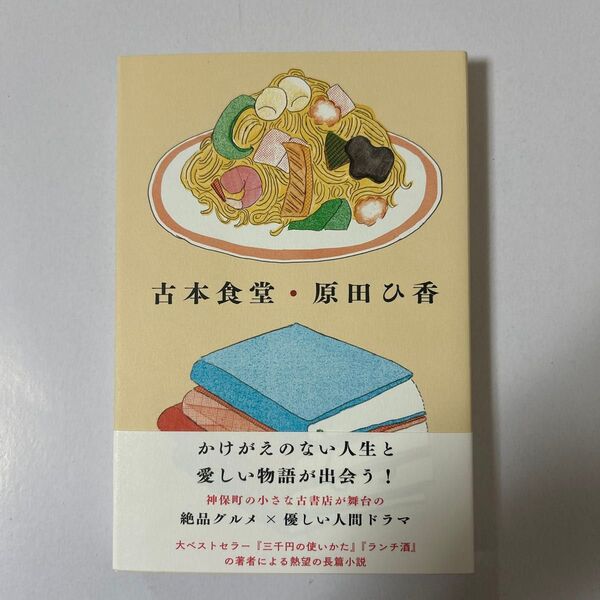 古本食堂・原田ひ香
かけがえのない人生と
愛しい物語が出会う！
神保町の小さな古書店が舞台の
絶品グルメ×優しい人間ドラマ
大ベストセラー『三千円の使いかた』『ランチ酒』
の著者による熱望の長篇小説